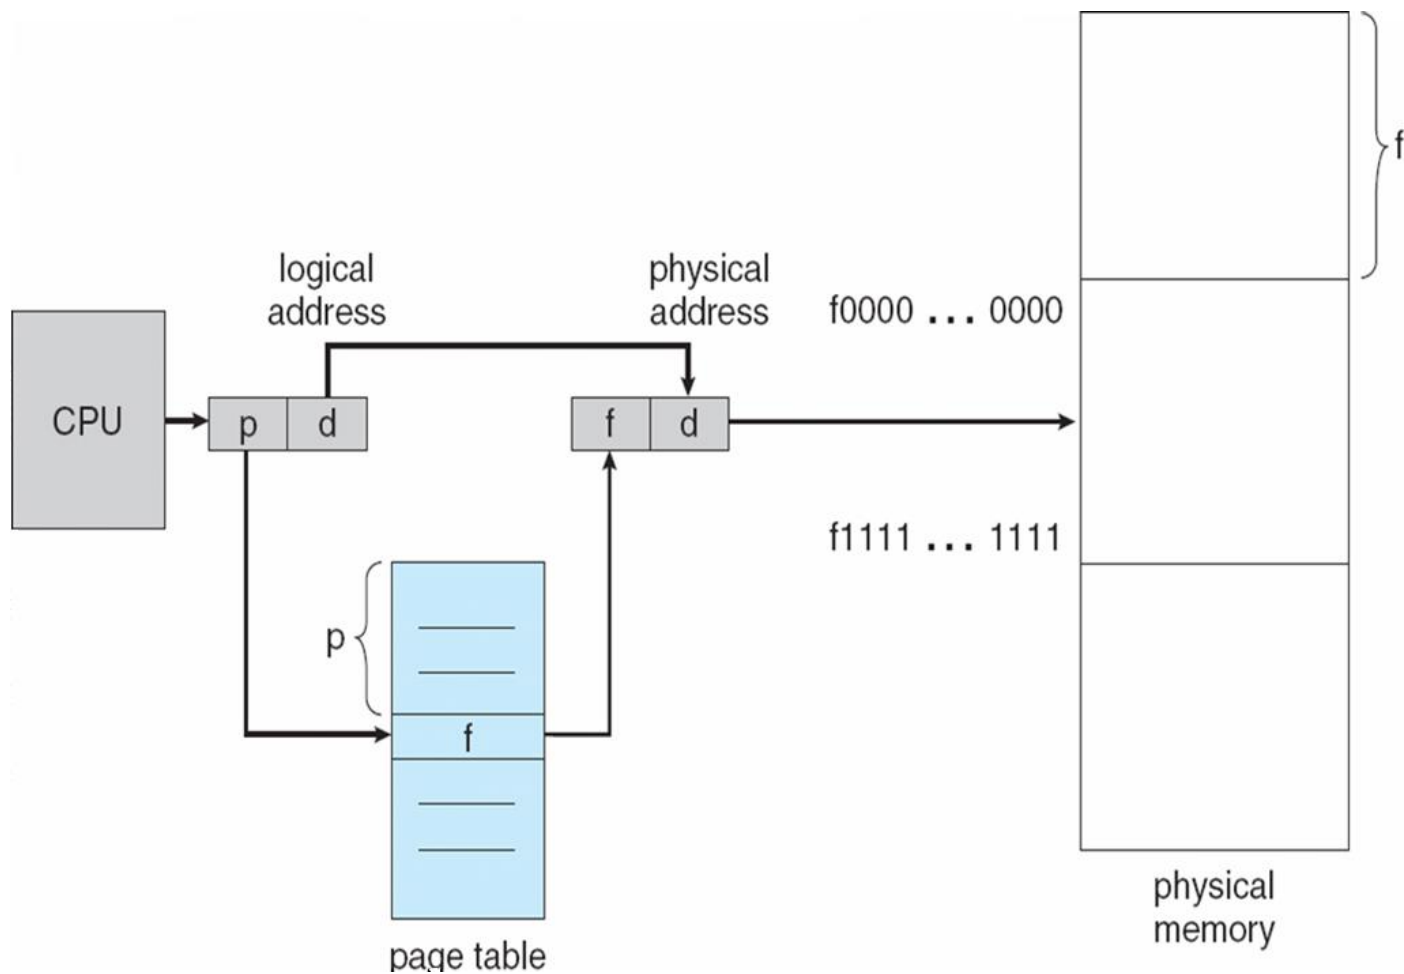 f
logical
address
physical
address
f0000 ... 0000
CPU
p
d
f
d
f1111 ... 1111
p
f
physical
memory
page table